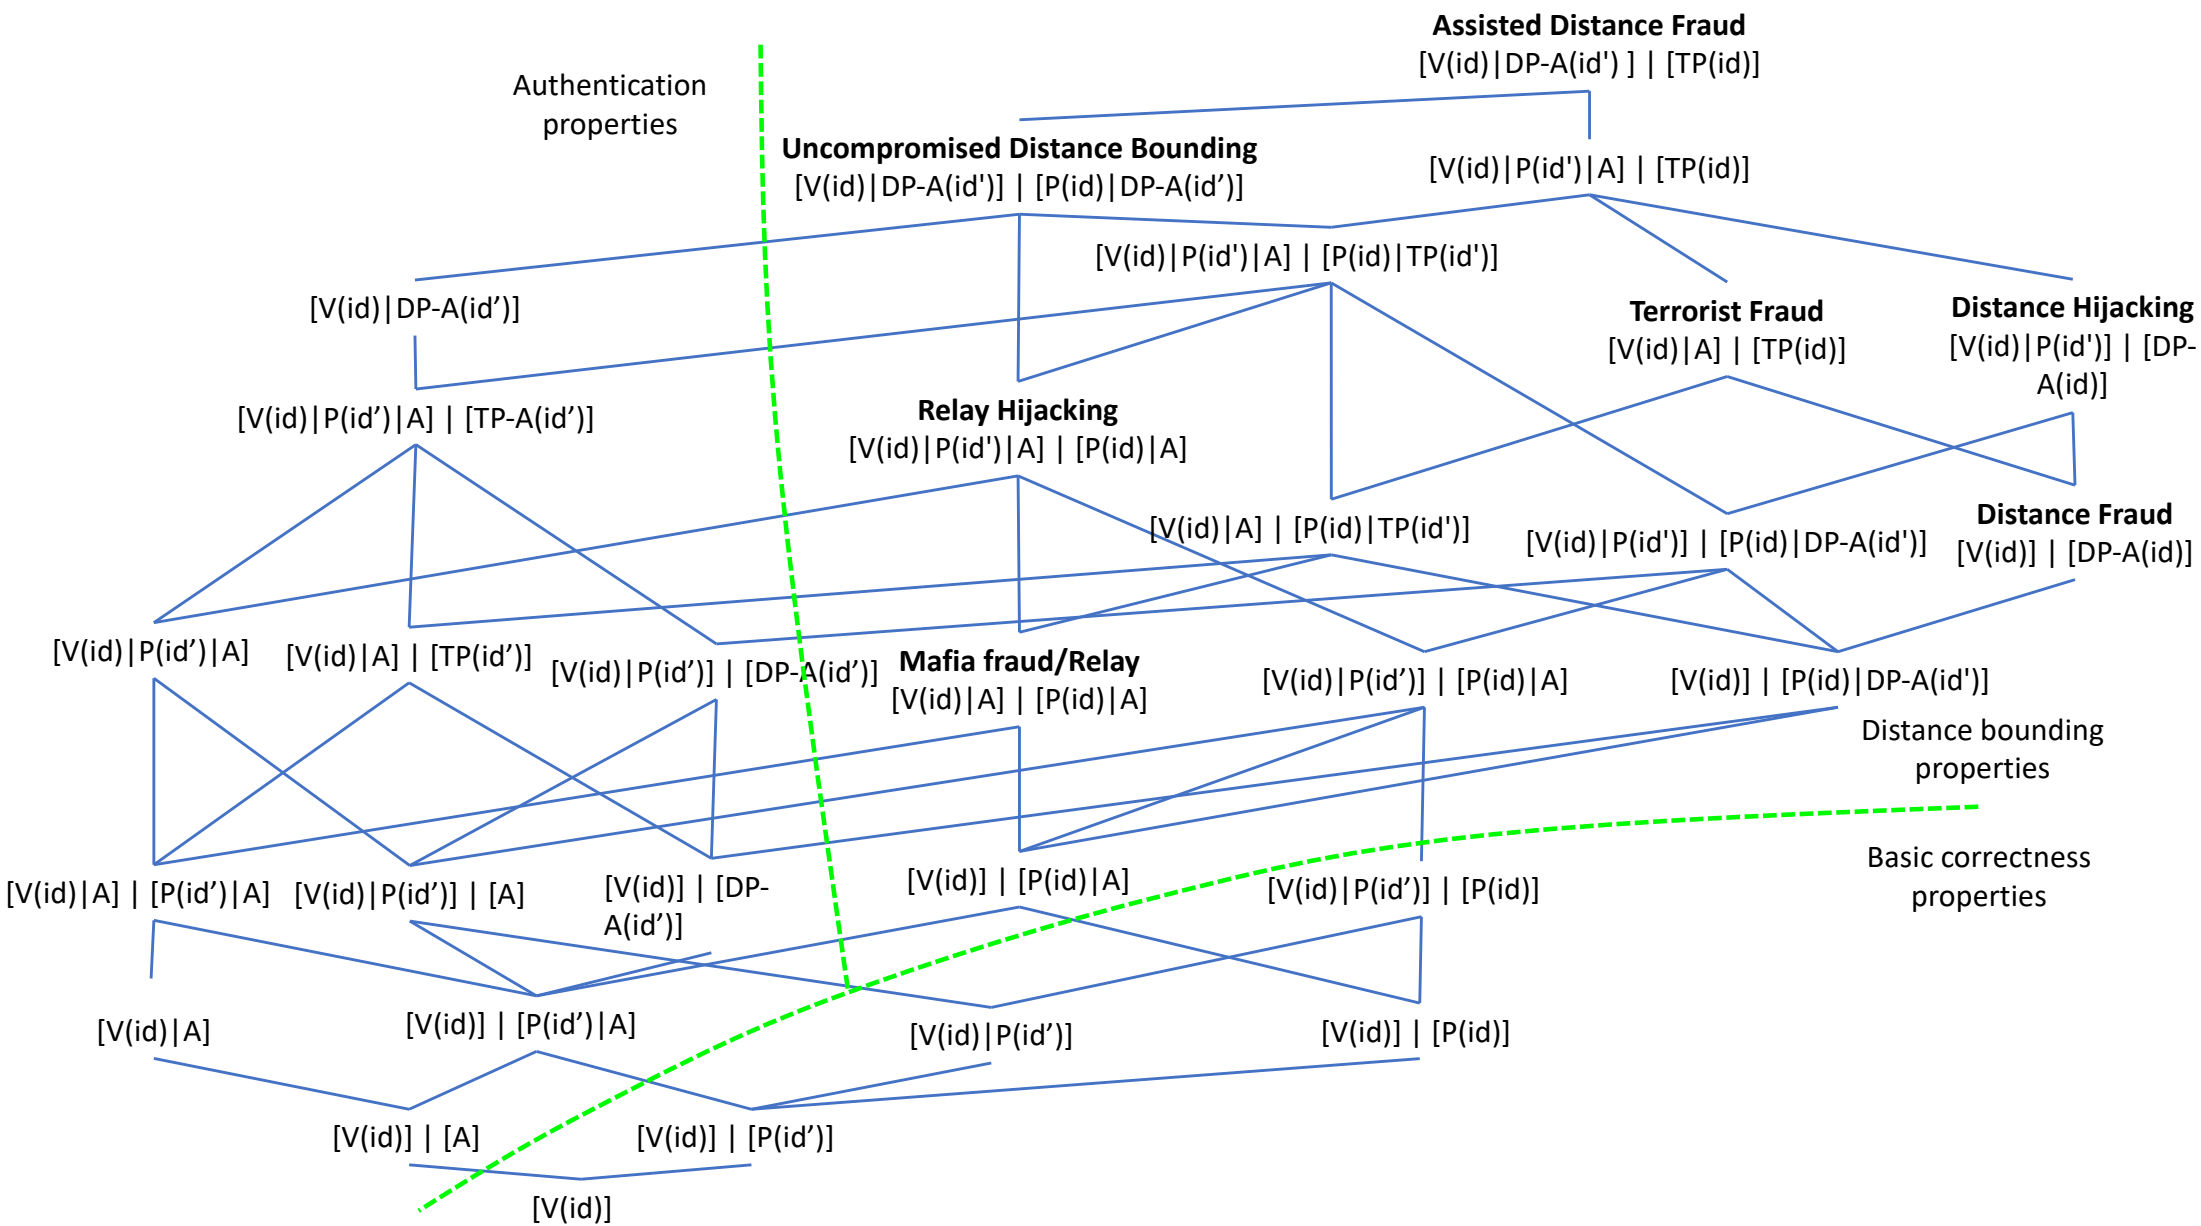 Assisted Distance Fraud
[V(id)|DP-A(id') ] | [TP(id)]
Authentication
properties
Uncompromised Distance Bounding
[V(id)|DP-A(id')] | [P(id)|DP-A(id’)]
[V(id)|P(id')|A] | [TP(id)]
[V(id)|P(id')|A] | [P(id)|TP(id')]
[V(id)|DP-A(id’)]
Terrorist Fraud
[V(id)|A] | [TP(id)]
Distance Hijacking
[V(id)|P(id')] | [DP-
A(id)]
[V(id)|P(id’)|A] | [TP-A(id’)]
Relay Hijacking
[V(id)|P(id')|A] | [P(id)|A]
[V(id)|A] | [P(id)|TP(id')]
[V(id)|P(id')] | [P(id)|DP-A(id')]
Distance Fraud
[V(id)] | [DP-A(id)]
[V(id)|P(id’)|A]
[V(id)|A] | [TP(id’)]
[V(id)|P(id’)] | [DP-A(id’)]
Mafia fraud/Relay
[V(id)|A] | [P(id)|A]
[V(id)|P(id’)] | [P(id)|A]
[V(id)] | [P(id)|DP-A(id')]
Distance bounding
properties
Basic correctness
properties
[V(id)|A] | [P(id’)|A]
[V(id)|P(id’)] | [A]
[V(id)] | [DP-
A(id’)]
[V(id)] | [P(id)|A]
[V(id)|P(id’)] | [P(id)]
[V(id)|A]
[V(id)] | [P(id’)|A]
[V(id)|P(id’)]
[V(id)] | [P(id)]
[V(id)] | [A]
[V(id)] | [P(id’)]
[V(id)]